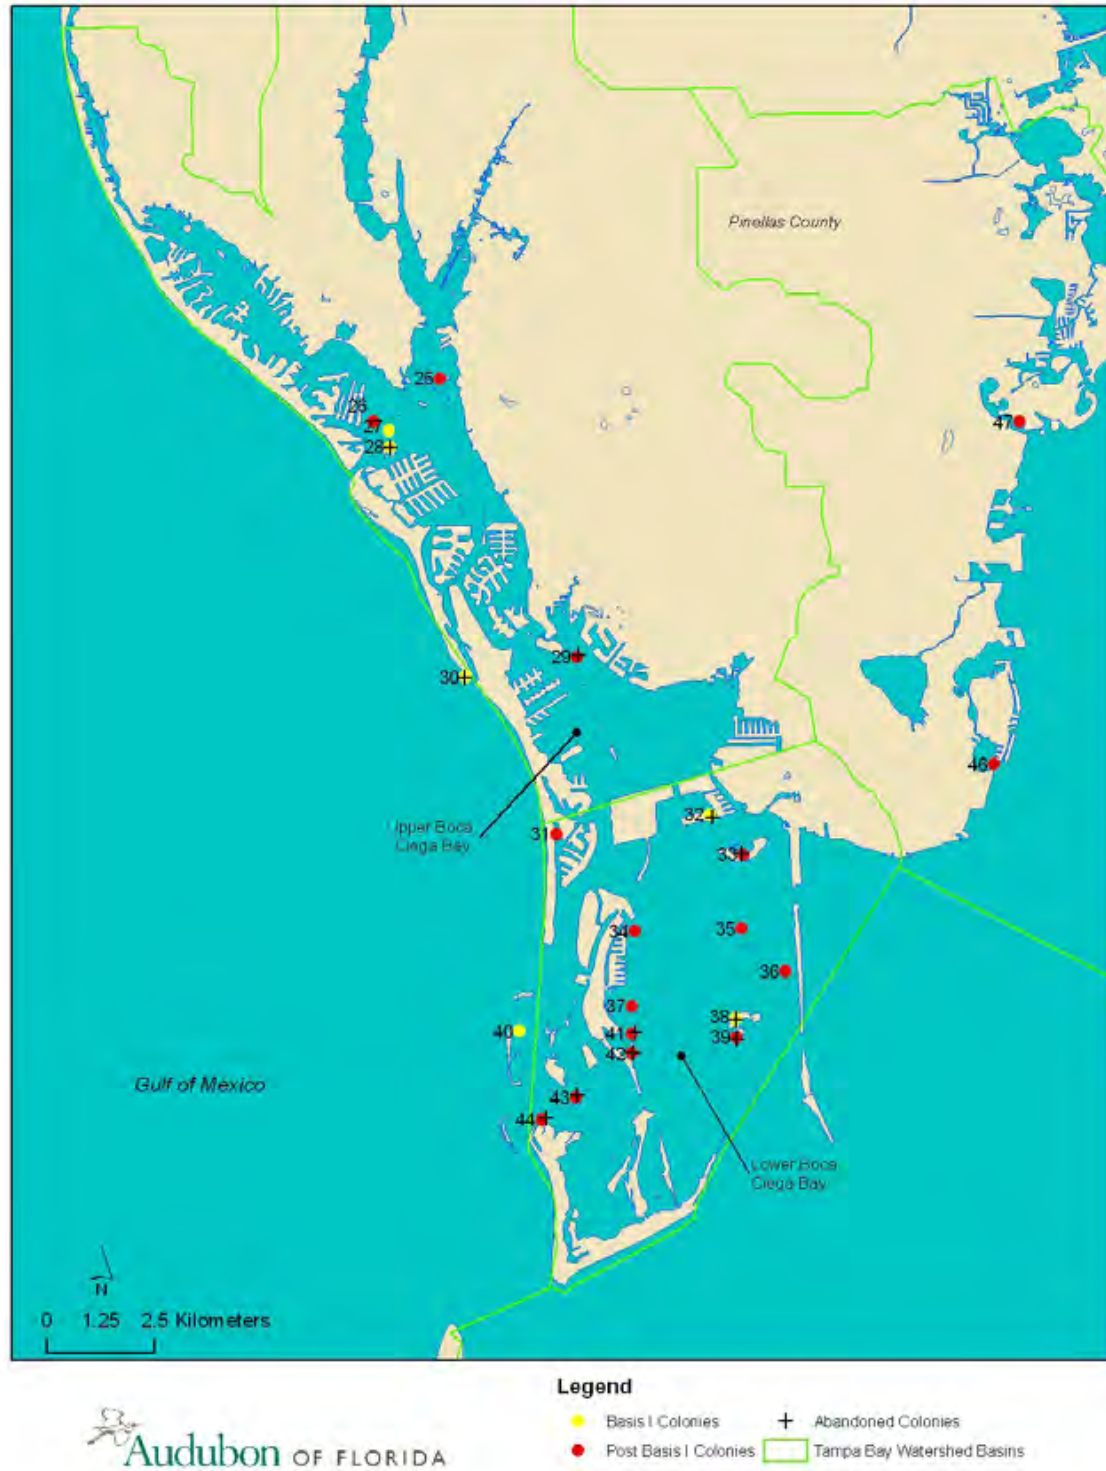 Pinellas County
25
26
27
28
47
29
30
46
Upper Boca
Ciega Bay
31
32
33
34
35
36
37
38
40
41
39
42
Gulf of Mexico
43
44
Lower Boca
Ciega Bay
N
0 1.25 2.5 Kilometers
Legend
Basis I Colonies
Abandoned Colonies
Post Basis I Colonies
Tampa Bay Watershed Basins
Audubon OF FLORIDA